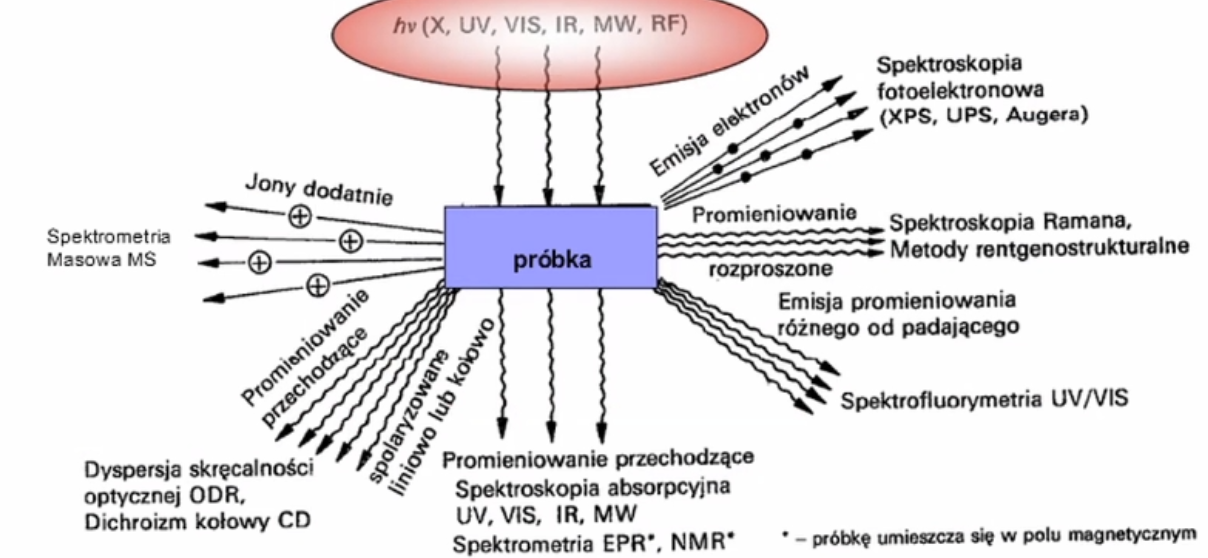 hν (X, UV, VIS, IR, MW, RF)
Emisja elektronów
Spektroskopia
fotoelektronowa
(XPS, UPS, Augera)
Jony dodatnie
Spektrometria
Masowa MS
próbka
Promieniowanie
rozproszone
Spektroskopia Ramana,
Metody rentgenostrukturalne
Emisja promieniowania
różnego od padającego
Spektrofluorymetria UV/VIS
Promieniowanie
przechodzące
spolaryzowane
liniowo lub kołowo
Dyspersja skręcalności
optycznej ODR,
Dichroizm kołowy CD
Promieniowanie przechodzące
Spektroskopia absorpcyjna
UV, VIS, IR, MW
Spektrometria EPR*, NMR*
* – próbkę umieszcza się w polu magnetycznym